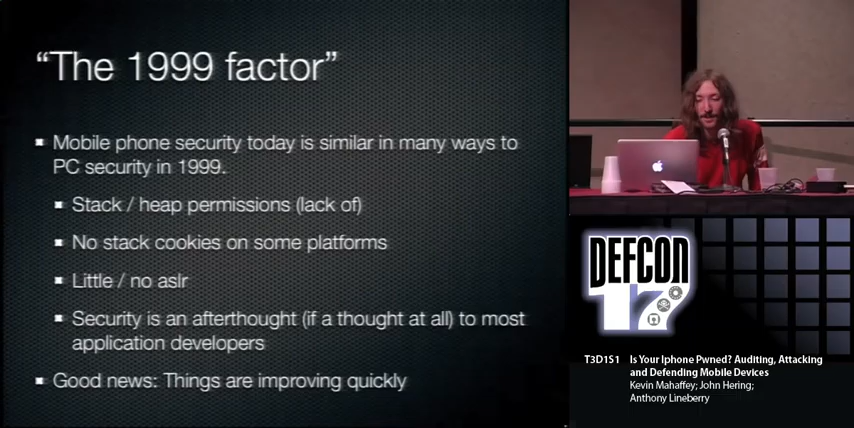 “The 1999 factor”
Mobile phone security today is similar in many ways to
PC security in 1999.
Stack / heap permissions (lack of)
No stack cookies on some platforms
Little / no aslr
Security is an afterthought (if a thought at all) to most
application developers
Good news: Things are improving quickly
DEFCON
17
T3D1S1 Is Your Iphone Pwned? Auditing, Attacking
and Defending Mobile Devices
Kevin Mahaffey; John Hering;
Anthony Lineberry